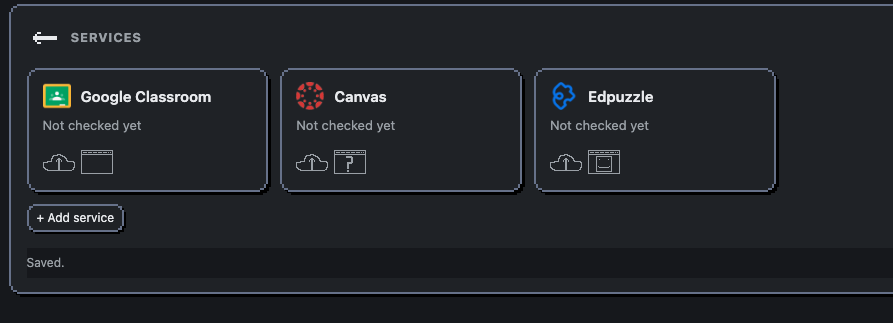 SERVICES
Google Classroom
Not checked yet
Canvas
Not checked yet
?
Edpuzzle
Not checked yet
+ Add service
Saved.